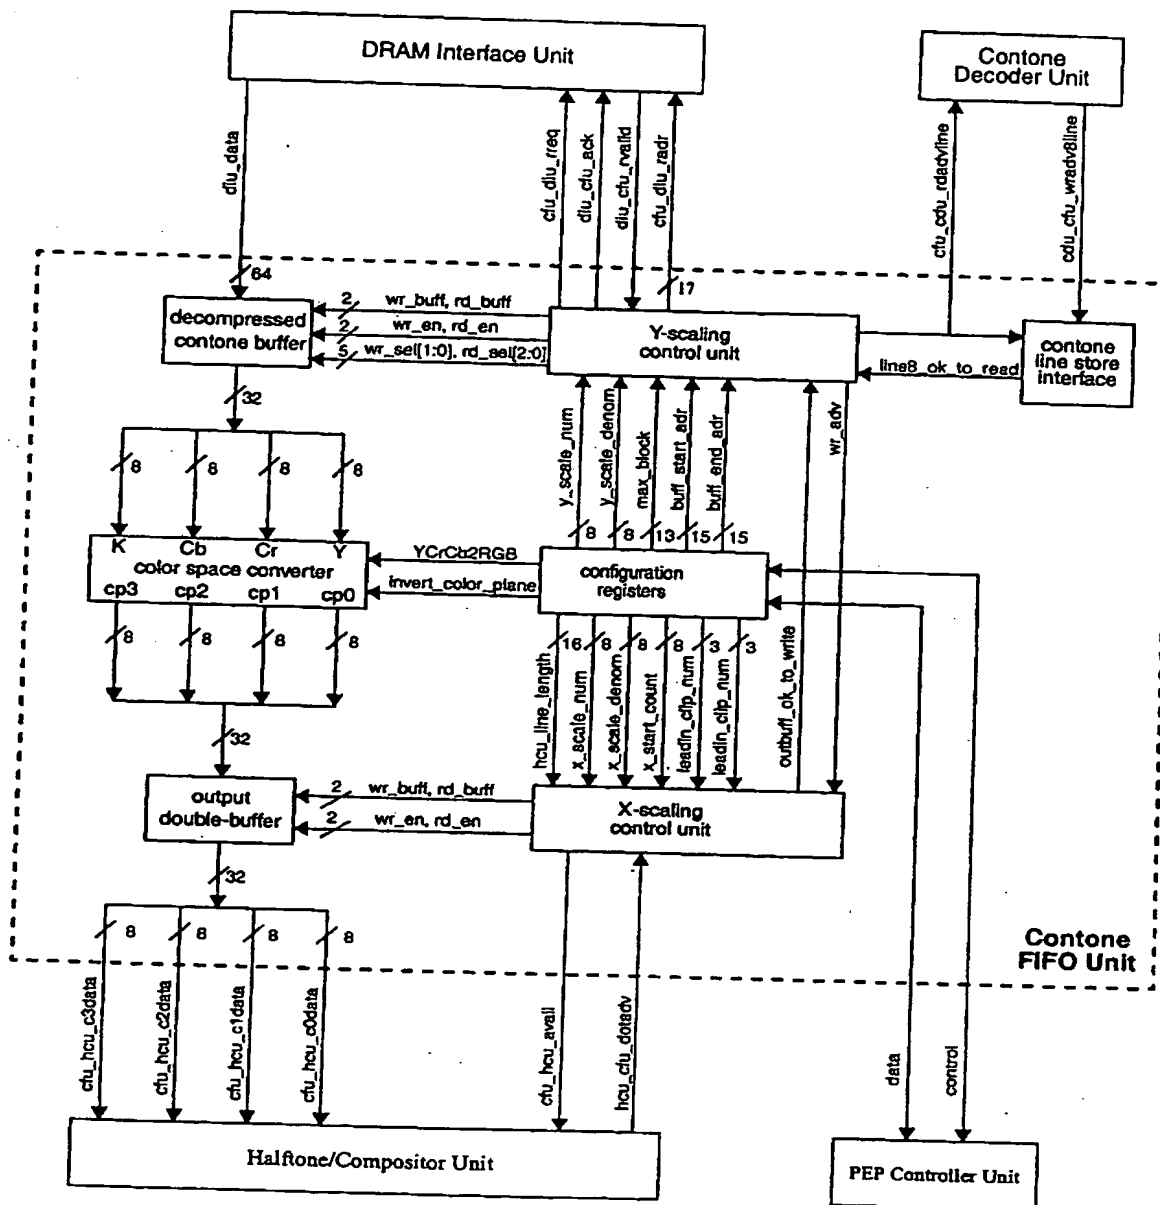 DRAM Interface Unit
Contone
Decoder Unit
diu_data
cfu_diu_rreq
diu_cfu_ack
diu_cfu_rvalid
cfu_diu_radr
cfu_cdu_rdadvline
cdu_cfu_wradv8line
64
17
decompressed
contone buffer
2
wr_buff, rd_buff
2
wr_en, rd_en
5
wr_sel[1:0], rd_sel[2:0]
Y-scaling
control unit
line8_ok_to_read
contone
line store
interface
32
8
8
8
8
y_scale_num
y_scale_denom
max_block
buff_start_adr
buff_end_adr
wr_adv
8
8
13
15
15
K
Cb
Cr
Y
color space converter
cp3
cp2
cp1
cp0
YCrCb2RGB
invert_color_plane
configuration
registers
8
8
8
8
16
8
8
8
3
3
hcu_line_length
x_scale_num
x_scale_denom
x_start_count
leadin_clip_num
leadin_clip_num
outbuff_ok_to_write
32
output
double-buffer
2
wr_buff, rd_buff
2
wr_en, rd_en
X-scaling
control unit
32
8
8
8
8
Contone
FIFO Unit
cfu_hcu_c3data
cfu_hcu_c2data
cfu_hcu_c1data
cfu_hcu_c0data
cfu_hcu_avail
hcu_cfu_dotadv
data
control
Halftone/Compositor Unit
PEP Controller Unit